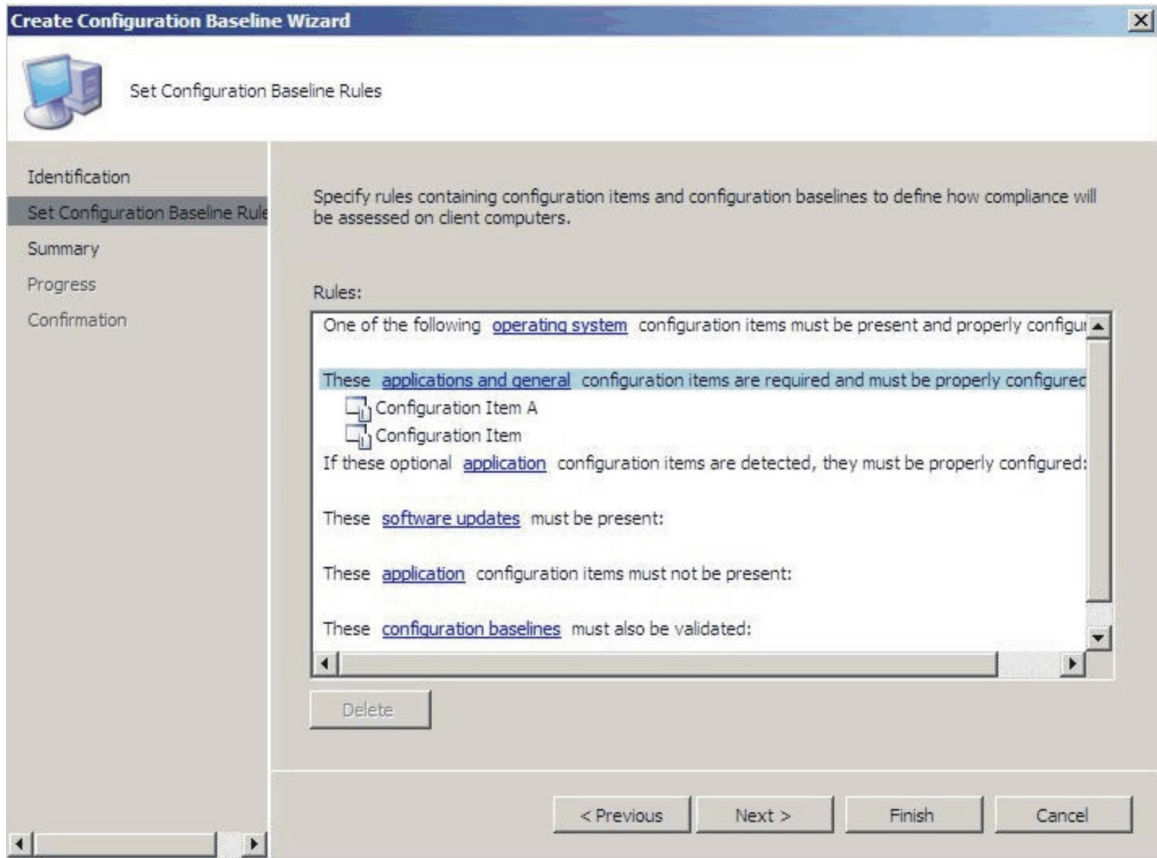 Create Configuration Baseline Wizard
Set Configuration Baseline Rules
Identification
Set Configuration Baseline Rule
Summary
Progress
Confirmation
Specify rules containing configuration items and configuration baselines to define how compliance will
be assessed on client computers.
Rules:
One of the following operating system configuration items must be present and properly configu
These applications and general configuration items are required and must be properly configured
Configuration Item A
Configuration Item
If these optional application configuration items are detected, they must be properly configured:
These software updates must be present:
These application configuration items must not be present:
These configuration baselines must also be validated:
Delete
< Previous
Next >
Finish
Cancel